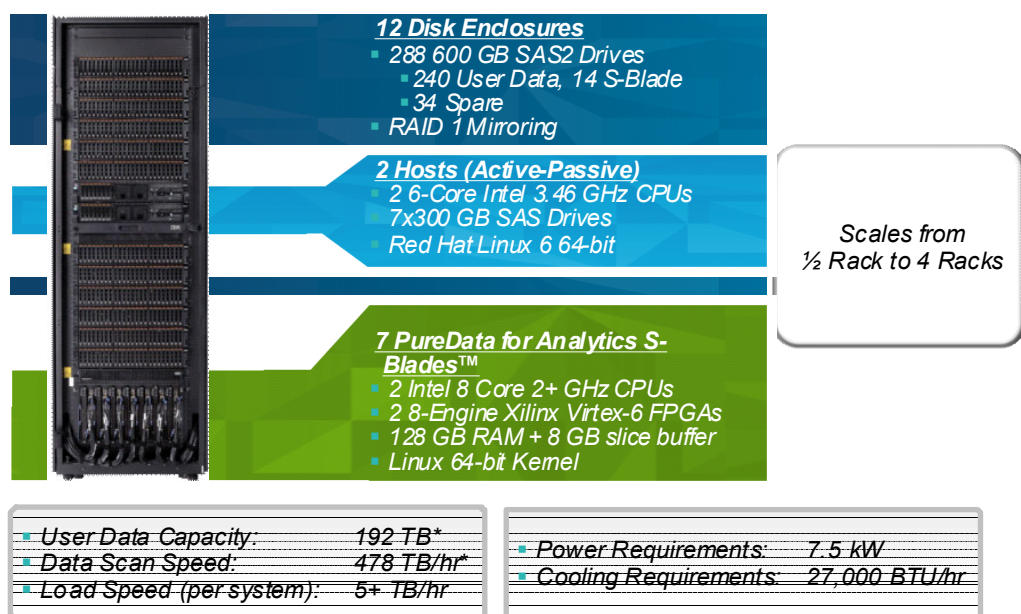 12 Disk Enclosures
288 600 GB SAS2 Drives
240 User Data, 14 S-Blade
34 Spare
RAID 1 Mirroring
2 Hosts (Active-Passive)
2 6-Core Intel 3.46 GHz CPUs
7x300 GB SAS Drives
Red Hat Linux 6 64-bit
Scales from
½ Rack to 4 Racks
7 PureData for Analytics S-
Blades™
2 Intel 8 Core 2+ GHz CPUs
2 8-Engine Xilinx Virtex-6 FPGAs
128 GB RAM + 8 GB slice buffer
Linux 64-bit Kernel
User Data Capacity: 192 TB*
Data Scan Speed: 478 TB/hr*
Load Speed (per system): 5+ TB/hr
Power Requirements: 7.5 kW
Cooling Requirements: 27,000 BTU/hr
IBM